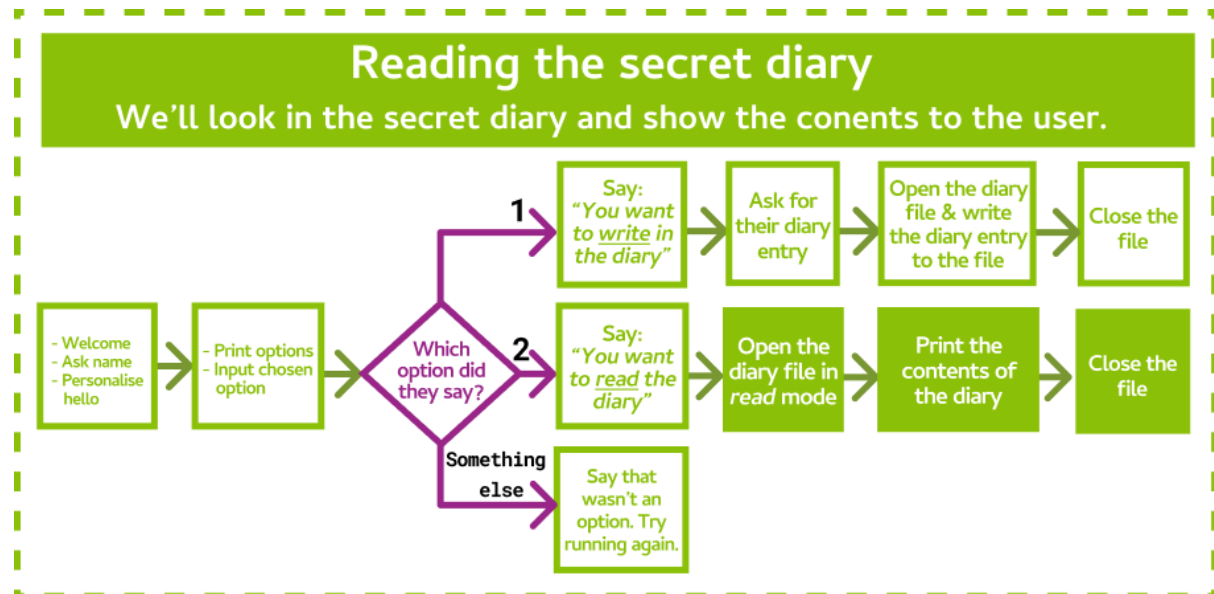 Reading the secret diary
We'll look in the secret diary and show the conents to the user.
1
Say:
"You want
to write in
the diary"
Ask for
their diary
entry
Open the diary
file & write
the diary entry
to the file
Close the
file
- Welcome
- Ask name
- Personalise
hello
- Print options
- Input chosen
option
Which
option did
they say?
2
Say:
"You want
to read the
diary"
Open the
diary file in
read mode
Print the
contents of
the diary
Close the
file
Something
else
Say that
wasn't an
option. Try
running again.